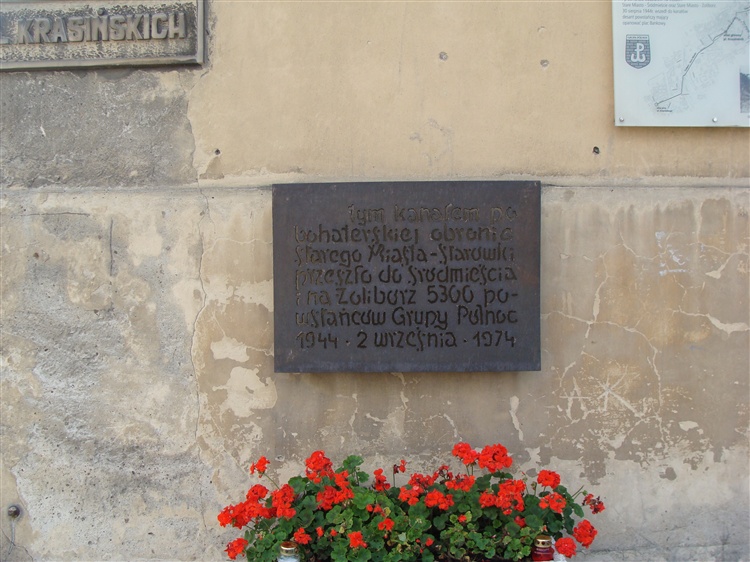 KRASIŃSKICH
Tym kanałem po
bohaterskiej obronie
Starego Miasta-Starówki
przeszło do Śródmieścia
i na Żoliborz 5300 po-
wstańców Grupy Północ
1944 · 2 września · 1974